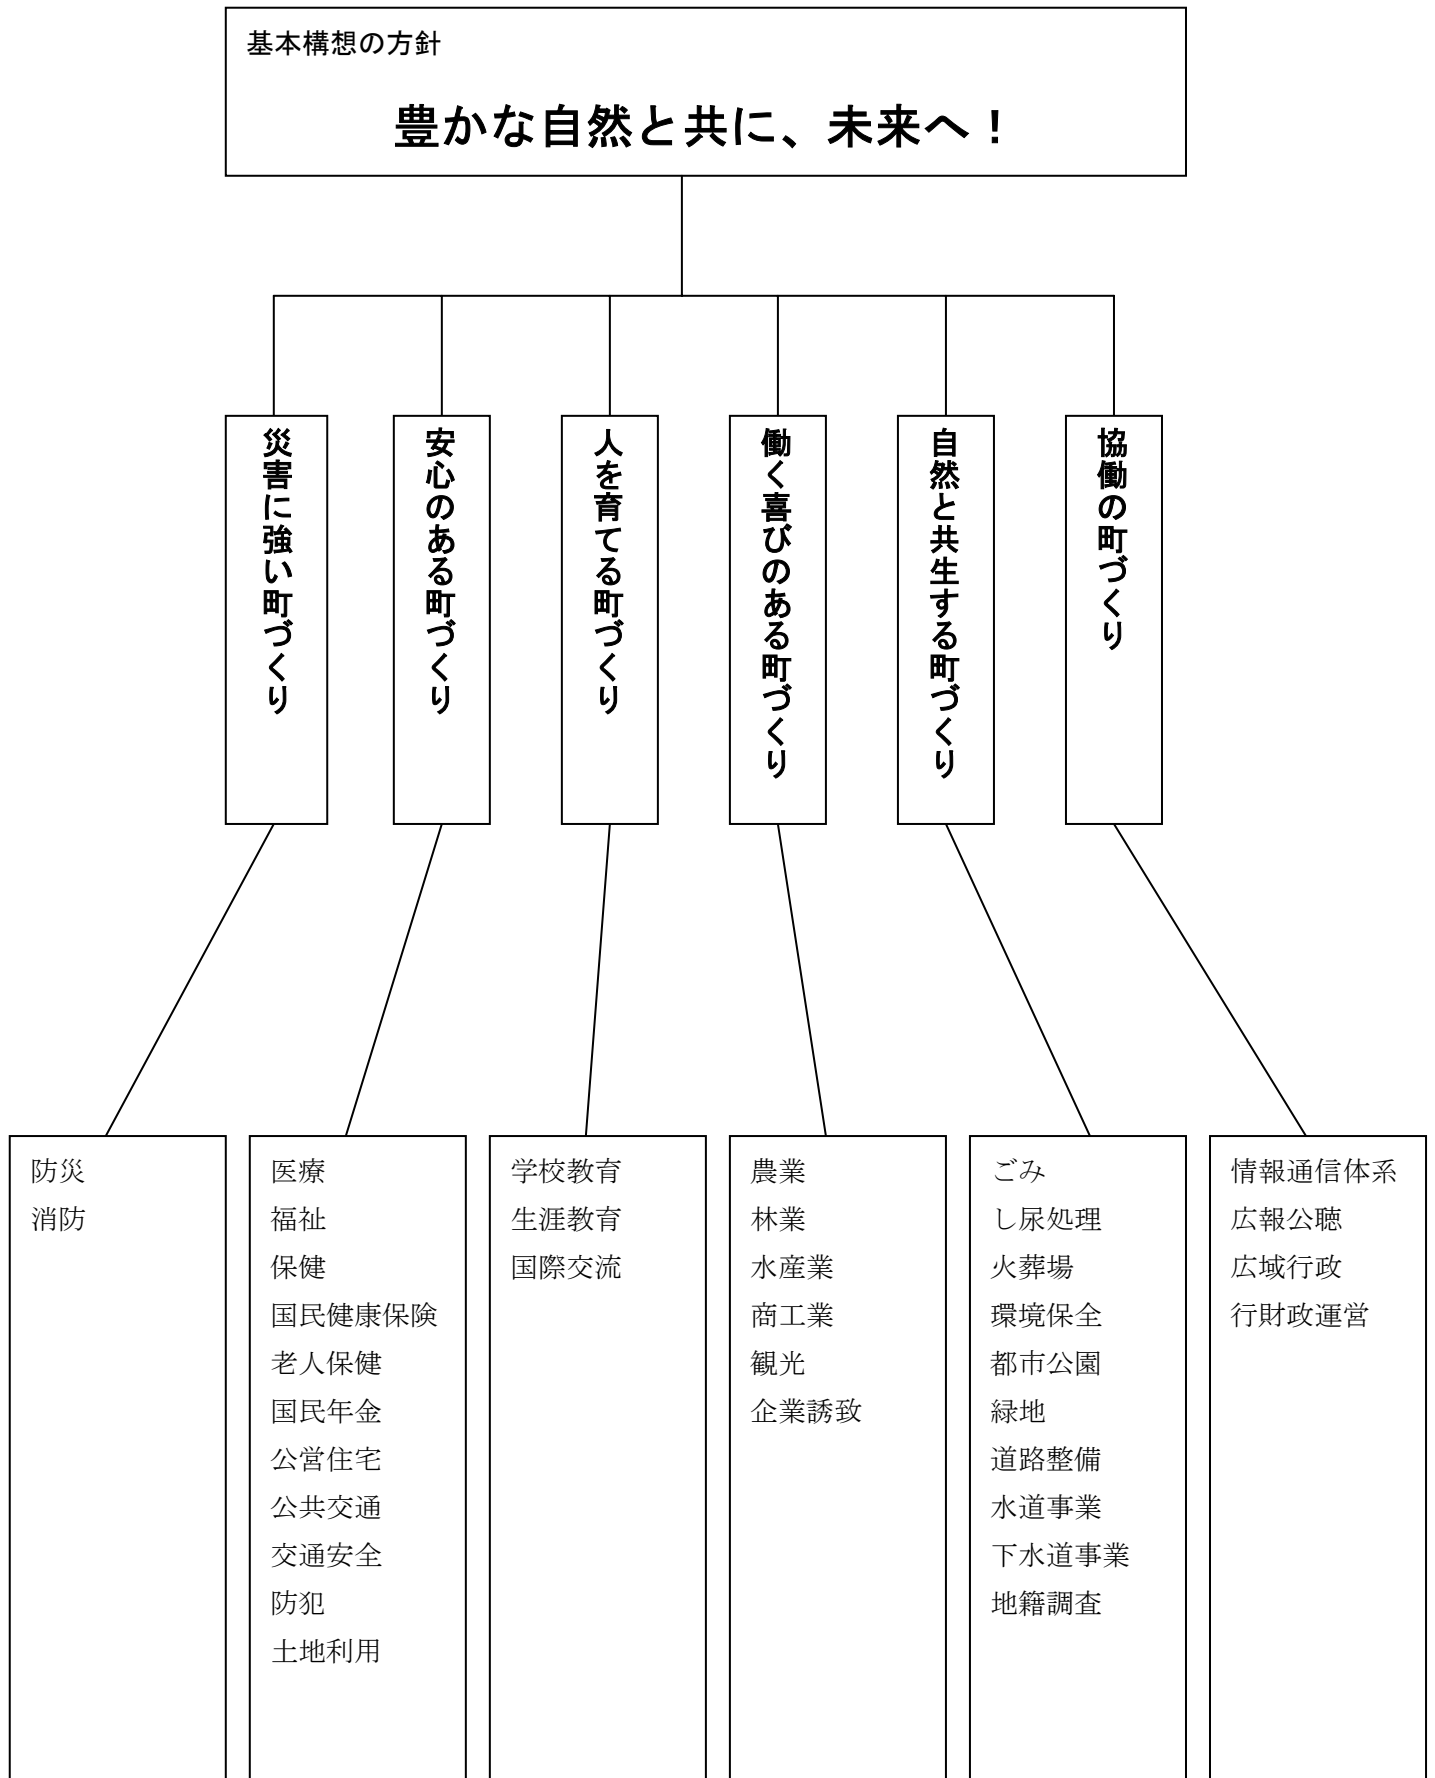 基本構想の方針
豊かな自然と共に、未来へ！
災害に強い町づくり
安心のある町づくり
人を育てる町づくり
働く喜びのある町づくり
自然と共生する町づくり
協働の町づくり
防災
消防
医療
福祉
保健
国民健康保険
老人保健
国民年金
公営住宅
公共交通
交通安全
防犯
土地利用
学校教育
生涯教育
国際交流
農業
林業
水産業
商工業
観光
企業誘致
ごみ
し尿処理
火葬場
環境保全
都市公園
緑地
道路整備
水道事業
下水道事業
地籍調査
情報通信体系
広報公聴
広域行政
行財政運営